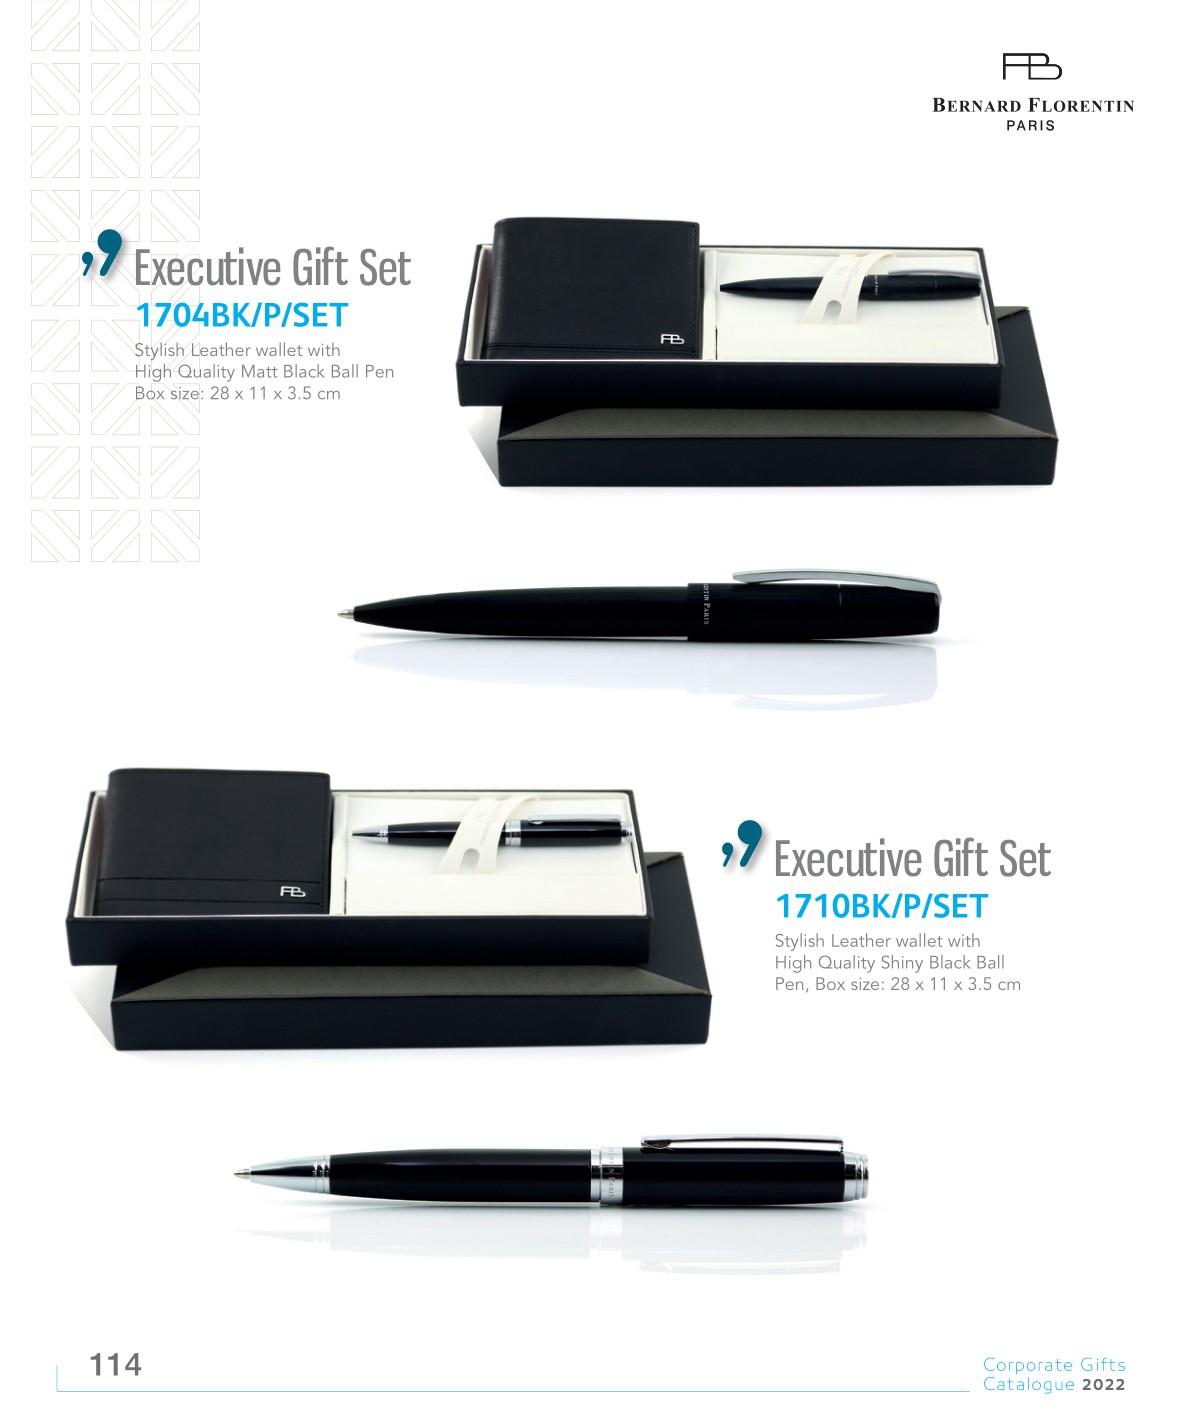 BERNARD FLORENTIN
PARIS
Executive Gift Set
1704BK/P/SET
Stylish Leather wallet with
High Quality Matt Black Ball Pen
Box size: 28 x 11 x 3.5 cm
PARIS
Executive Gift Set
1710BK/P/SET
Stylish Leather wallet with
High Quality Shiny Black Ball
Pen, Box size: 28 x 11 x 3.5 cm
PARIS
114
Corporate Gifts
Catalogue 2022